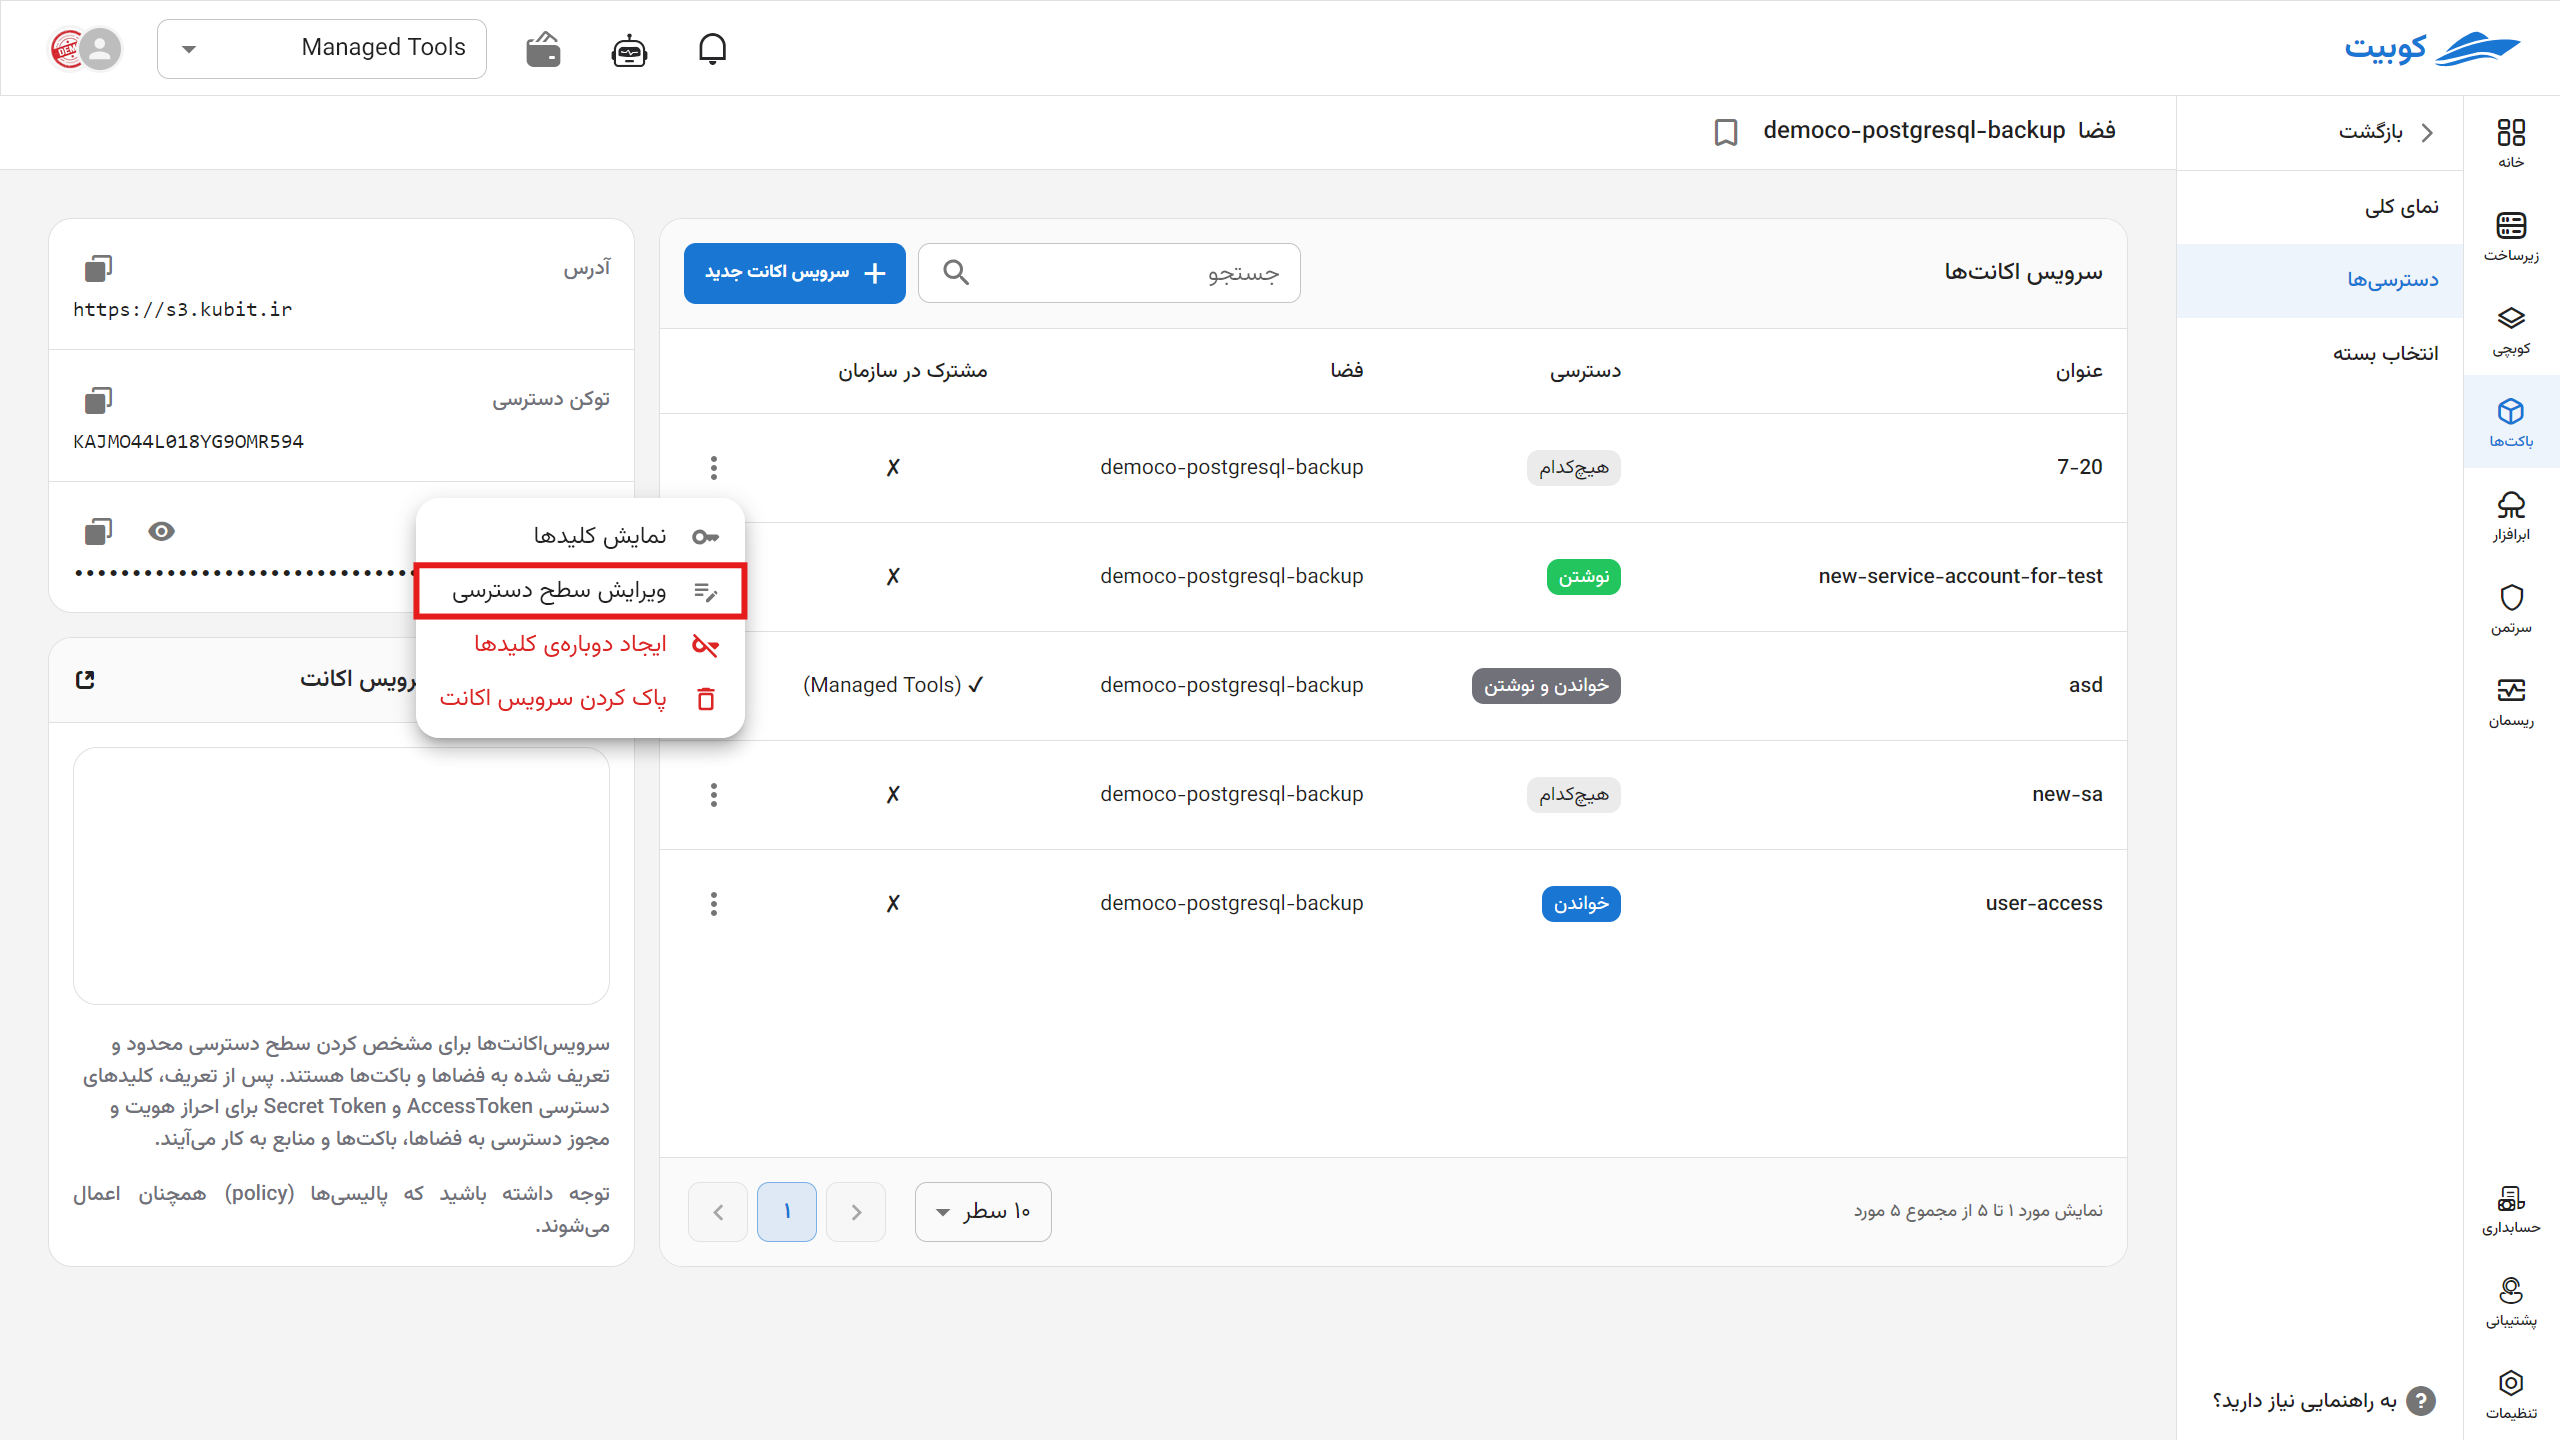 کوبیت
Managed Tools
DEMO
خانه
زیرساخت
کوبچی
باکت‌ها
ابرافزار
سرتمن
ریسمان
حسابداری
پشتیبانی
تنظیمات
بازگشت
نمای کلی
دسترسی‌ها
انتخاب بسته
به راهنمایی نیاز دارید؟
فضا democo-postgresql-backup
سرویس اکانت‌ها
جستجو
سرویس اکانت جدید
عنوان دسترسی فضا مشترک در سازمان
7-20 هیچ‌کدام democo-postgresql-backup ✗
new-service-account-for-test نوشتن democo-postgresql-backup ✗
asd خواندن و نوشتن democo-postgresql-backup ✓ (Managed Tools)
new-sa هیچ‌کدام democo-postgresql-backup ✗
user-access خواندن democo-postgresql-backup ✗
نمایش مورد ۱ تا ۵ از مجموع ۵ مورد
۱۰ سطر
۱
نمایش کلیدها
ویرایش سطح دسترسی
ایجاد دوباره‌ی کلیدها
پاک کردن سرویس اکانت
آدرس
https://s3.kubit.ir
توکن دسترسی
KAJMO44L018YG9OMR594
••••••••••••••••••••••••••••••
سرویس اکانت
سرویس‌اکانت‌ها برای مشخص کردن سطح دسترسی محدود و
تعریف شده به فضاها و باکت‌ها هستند. پس از تعریف، کلیدهای
دسترسی AccessToken و Secret Token برای احراز هویت و
مجوز دسترسی به فضاها، باکت‌ها و منابع به کار می‌آیند.
توجه داشته باشید که پالیسی‌ها (policy) همچنان اعمال
می‌شوند.